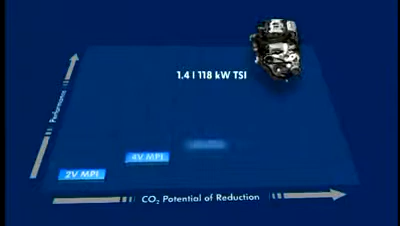 1.4 l 118 kW TSI
Performance
4V MPI
2V MPI
CO₂ Potential of Reduction